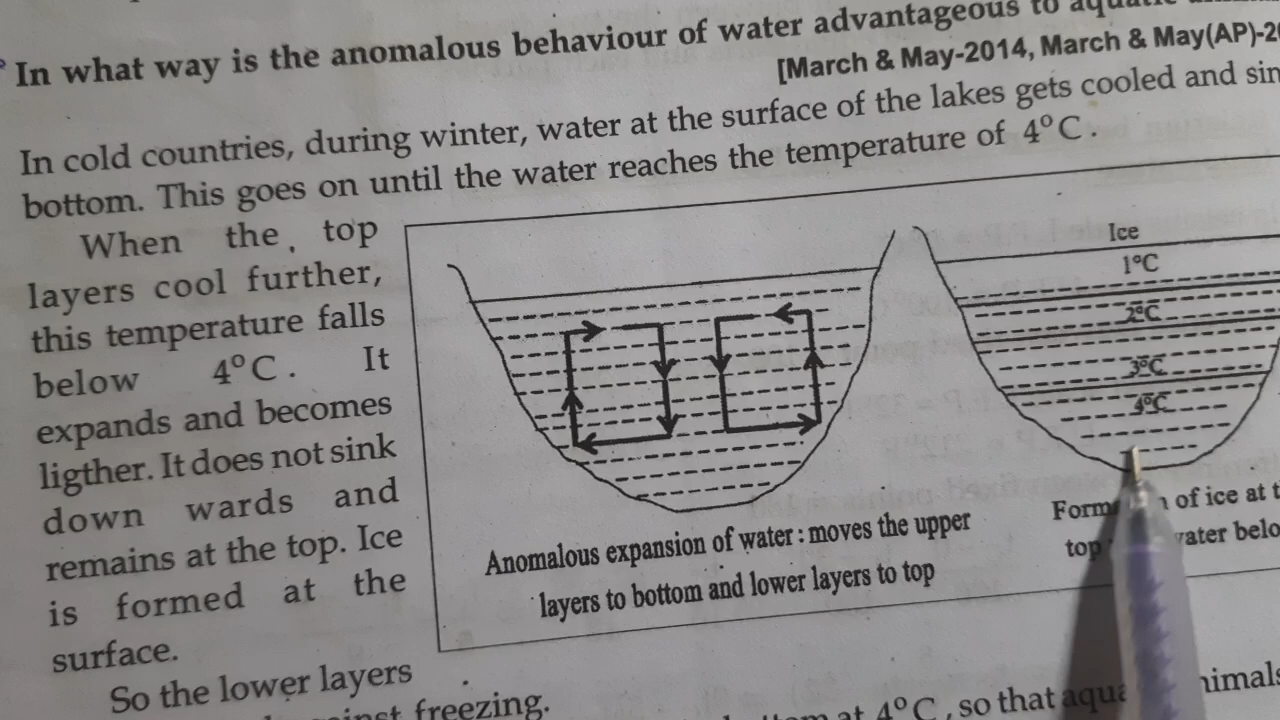 In what way is the anomalous behaviour of water advantageous to
[March & May-2014, March & May(AP)-20
In cold countries, during winter, water at the surface of the lakes gets cooled and sin
bottom. This goes on until the water reaches the temperature of 4°C.
When the top
layers cool further,
this temperature falls
below 4°C. It
expands and becomes
ligther. It does not sink
down wards and
remains at the top. Ice
is formed at the
surface.
So the lower layers
freezing.
at 4°C, so that
Ice
1°C
2°C
3°C
4°C
Anomalous expansion of water : moves the upper
layers to bottom and lower layers to top
of ice at
top